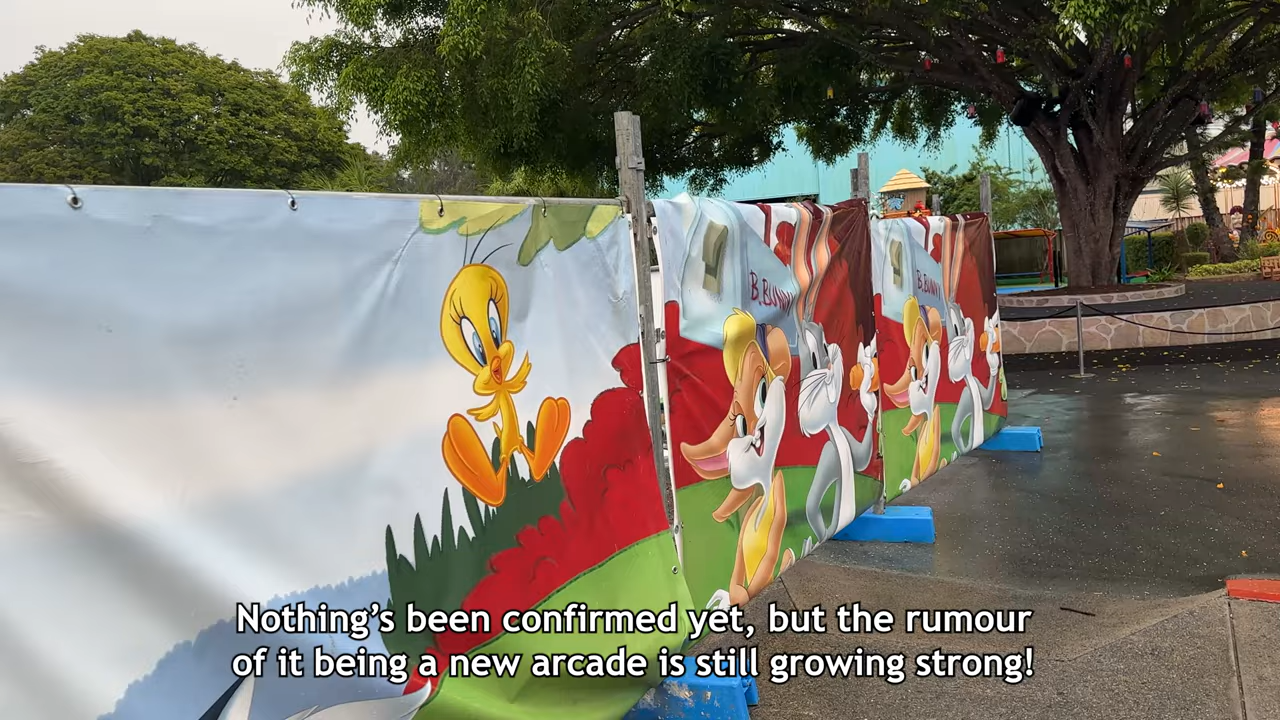 B. BUNNY
B. BUNNY
Nothing's been confirmed yet, but the rumour
of it being a new arcade is still growing strong!